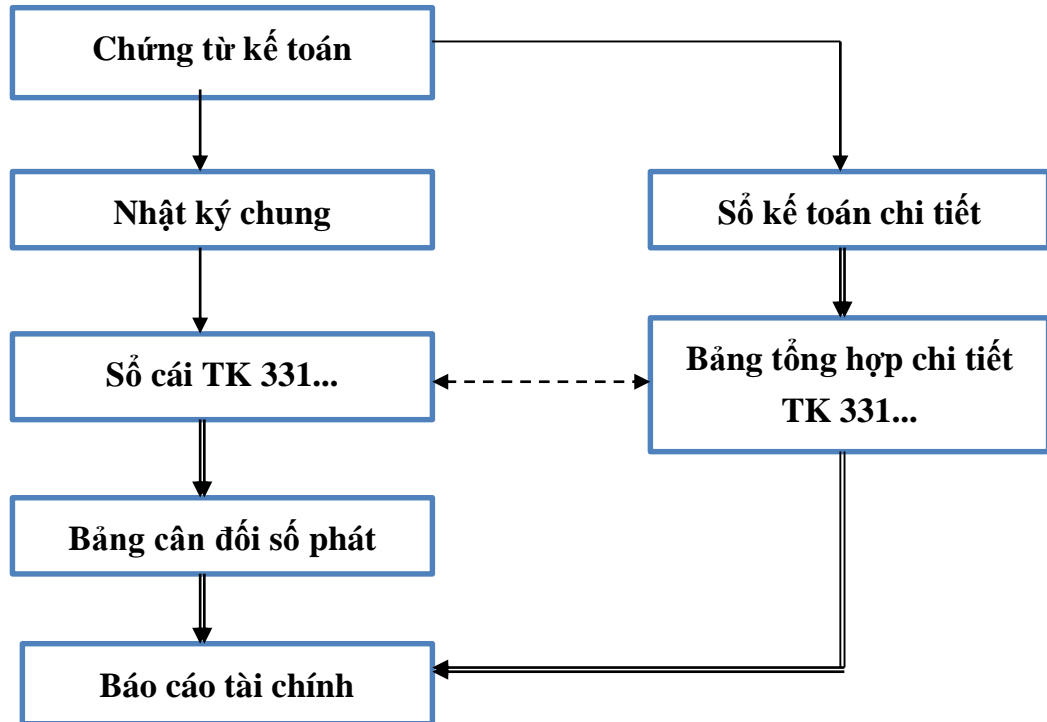 Chứng từ kế toán
Nhật ký chung
Sổ kế toán chi tiết
Sổ cái TK 331...
Bảng tổng hợp chi tiết
TK 331...
Bảng cân đối số phát
Báo cáo tài chính